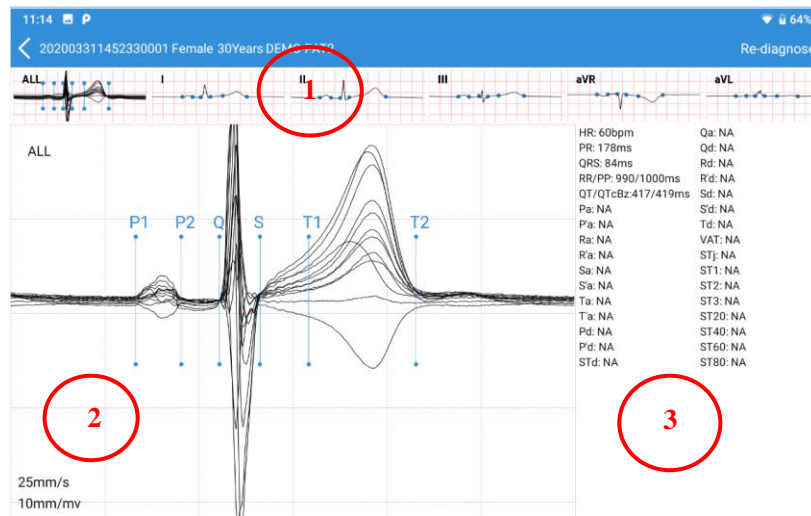 11:14 64%
202003311452330001 Female 30Years DEMO PAT2 Re-diagnose
ALL I II III aVR aVL
1
ALL
P1 P2 Q S T1 T2
2
25mm/s
10mm/mv
HR: 60bpm Qa: NA
PR: 178ms Qd: NA
QRS: 84ms Rd: NA
RR/PP: 990/1000ms R'd: NA
QT/QTcBz:417/419ms Sd: NA
Pa: NA S'd: NA
P'a: NA Td: NA
Ra: NA VAT: NA
R'a: NA STj: NA
Sa: NA ST1: NA
S'a: NA ST2: NA
Ta: NA ST3: NA
T'a: NA ST20: NA
Pd: NA ST40: NA
P'd: NA ST60: NA
STd: NA ST80: NA
3